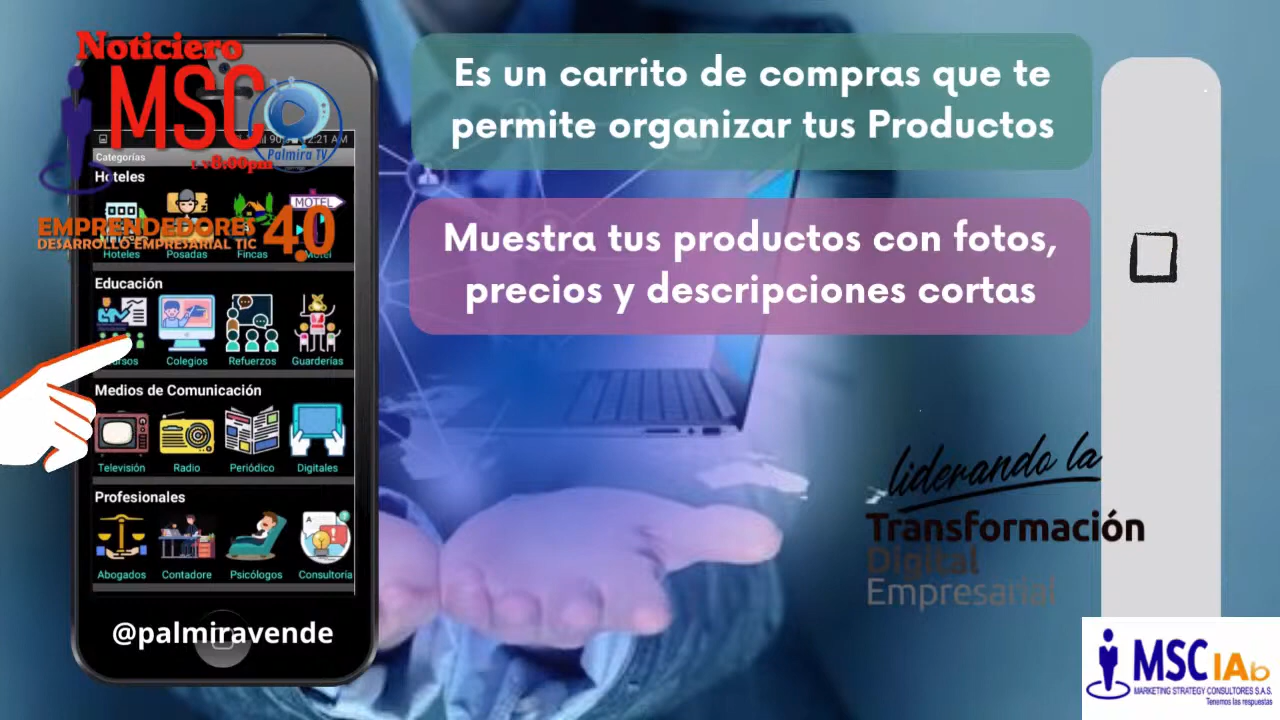 Noticiero
MSC
Palmira TV
L-V 8:00pm
EMPRENDEDORES
DESARROLLO EMPRESARIAL TIC
4.0
Es un carrito de compras que te
permite organizar tus Productos
Muestra tus productos con fotos,
precios y descripciones cortas
Categorías
Hoteles
MOTEL
Hoteles Posadas Fincas Motel
Educación
Colegios Refuerzos Guarderías
Medios de Comunicación
Televisión Radio Periódico Digitales
Profesionales
Abogados Contadore Psicólogos Consultoría
@palmiravende
liderando la
Transformación
Digital
Empresarial
MSC IAb
MARKETING STRATEGY CONSULTORES S.A.S.
Tenemos las respuestas